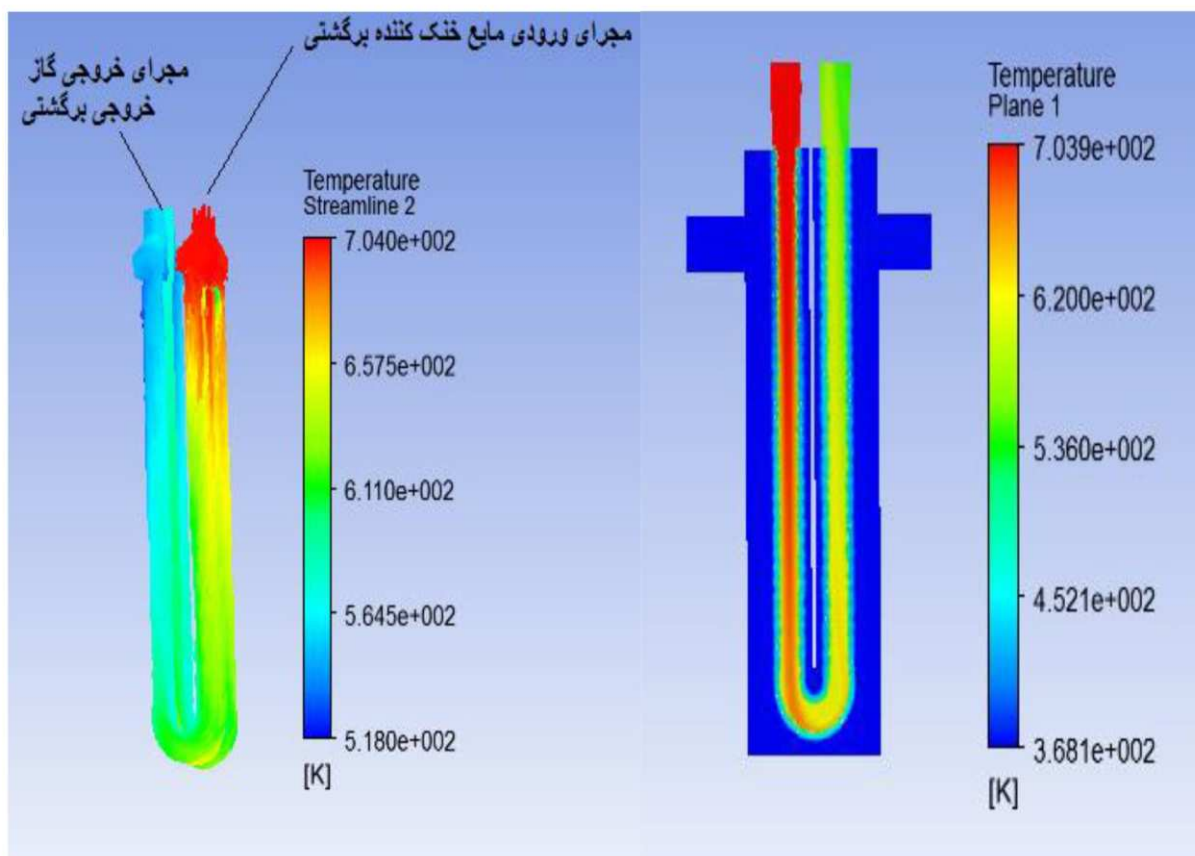 مجرای ورودی مایع خنک کننده برگشتی
مجرای خروجی گاز
خروجی برگشتی
Temperature
Streamline 2
7.040e+002
6.575e+002
6.110e+002
5.645e+002
5.180e+002
[K]
Temperature
Plane 1
7.039e+002
6.200e+002
5.360e+002
4.521e+002
3.681e+002
[K]